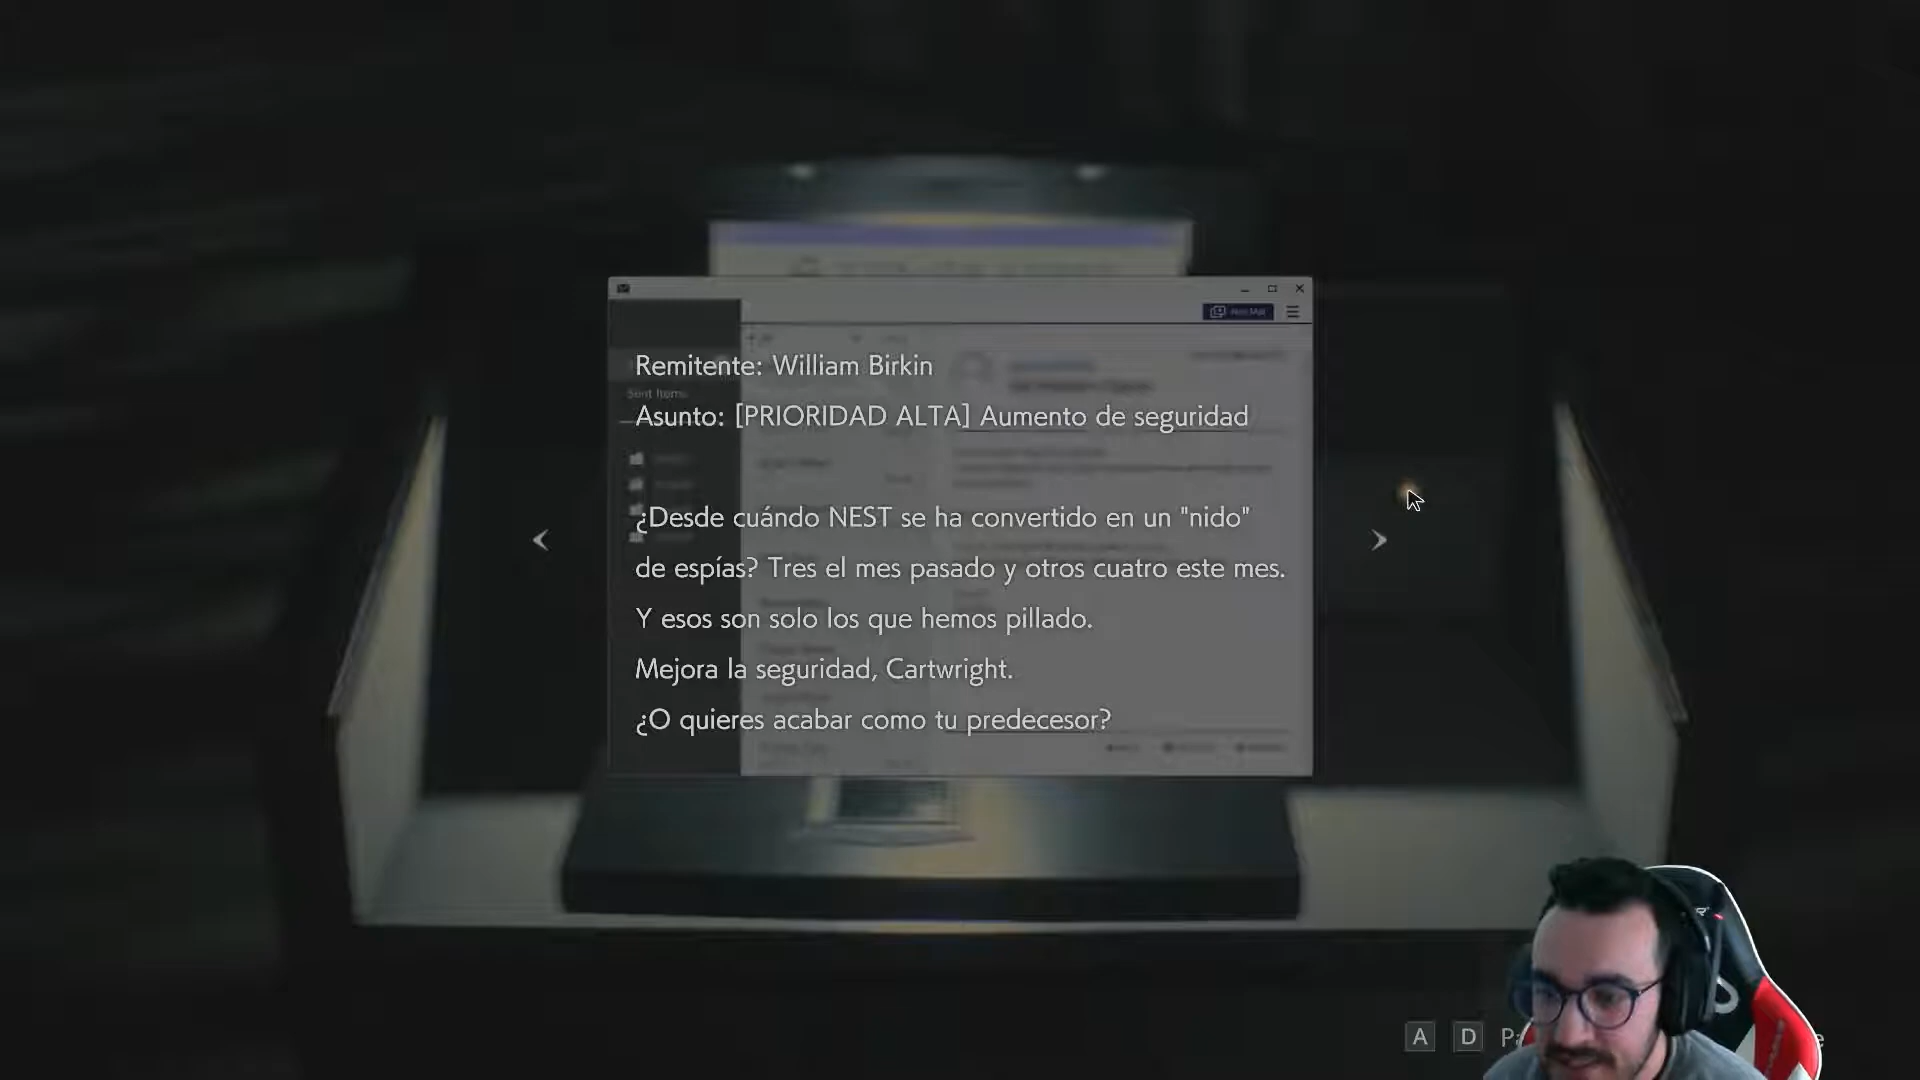 Remitente: William Birkin
Sent Items
Asunto: [PRIORIDAD ALTA] Aumento de seguridad
¿Desde cuándo NEST se ha convertido en un "nido"
de espías? Tres el mes pasado y otros cuatro este mes.
Y esos son solo los que hemos pillado.
Mejora la seguridad, Cartwright.
¿O quieres acabar como tu predecesor?
A D